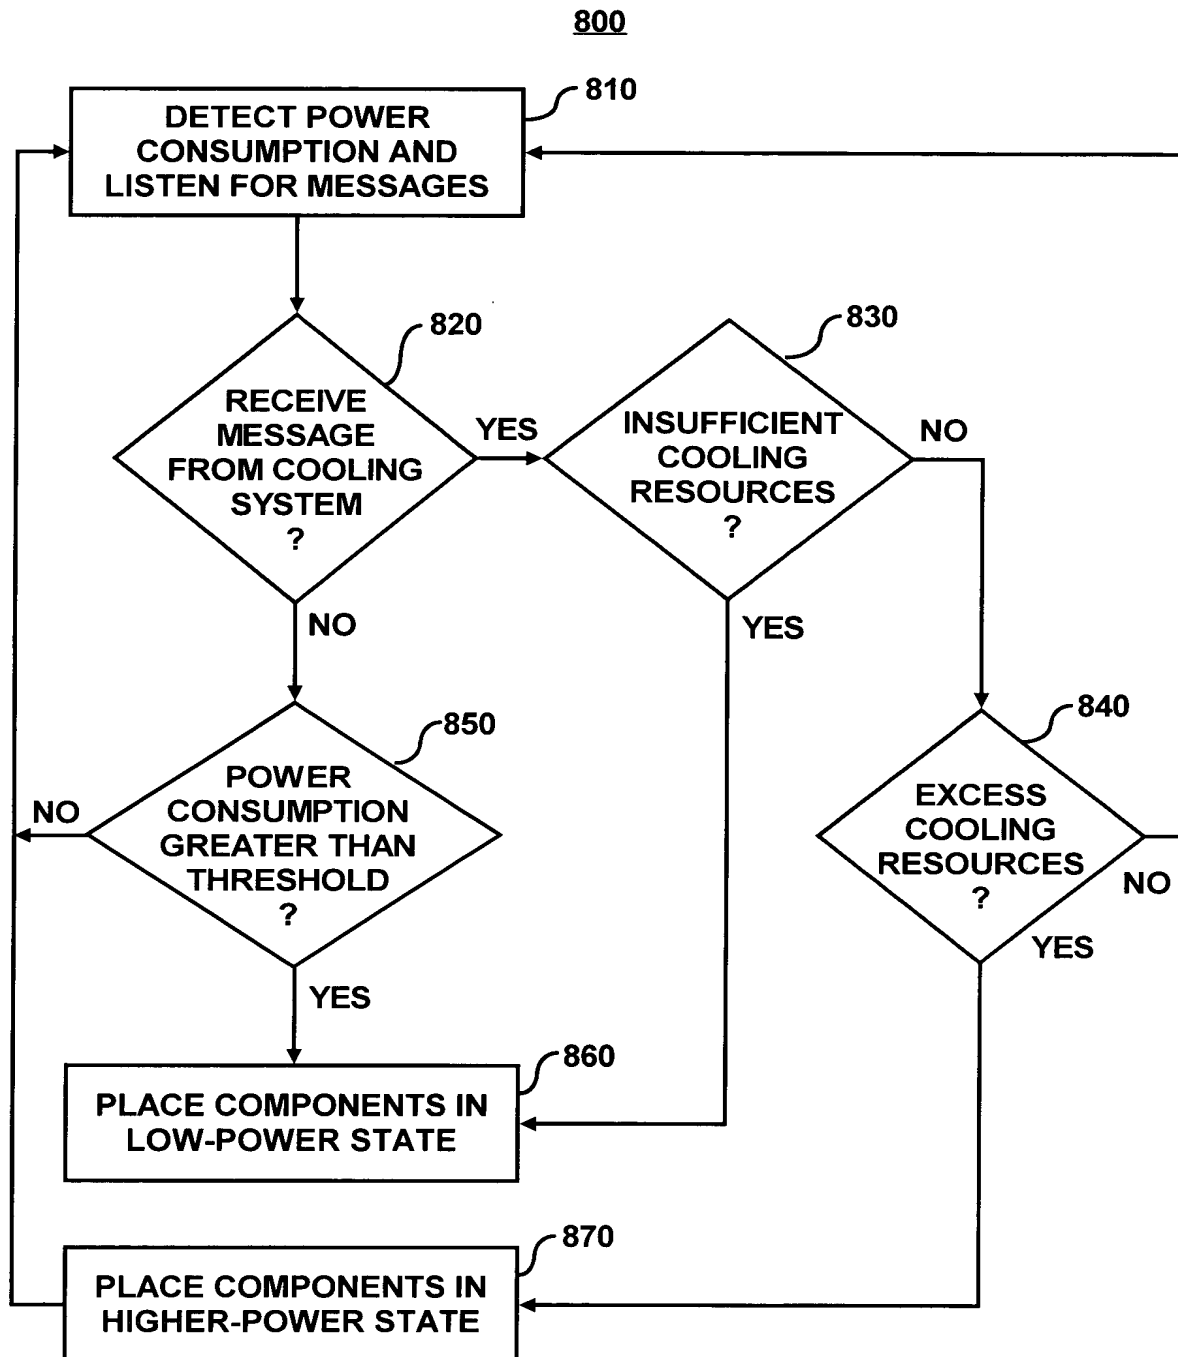 800
810
DETECT POWER
CONSUMPTION AND
LISTEN FOR MESSAGES
820
RECEIVE
MESSAGE
FROM COOLING
SYSTEM
?
YES
NO
830
INSUFFICIENT
COOLING
RESOURCES
?
NO
YES
840
EXCESS
COOLING
RESOURCES
?
NO
YES
850
POWER
CONSUMPTION
GREATER THAN
THRESHOLD
?
NO
YES
860
PLACE COMPONENTS IN
LOW-POWER STATE
870
PLACE COMPONENTS IN
HIGHER-POWER STATE